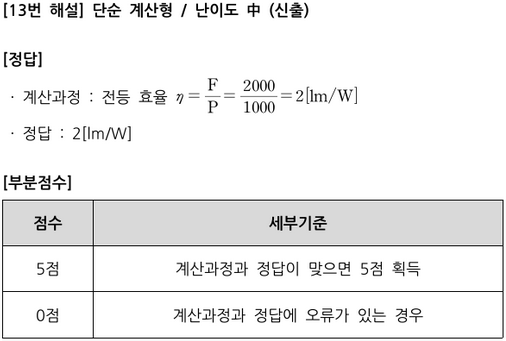 [13번 해설] 단순 계산형 / 난이도 中 (신출)
[정답]
· 계산과정 : 전등 효율 η = F/P = 2000/1000 = 2[lm/W]
· 정답 : 2[lm/W]
[부분점수]
점수 세부기준
5점 계산과정과 정답이 맞으면 5점 획득
0점 계산과정과 정답에 오류가 있는 경우